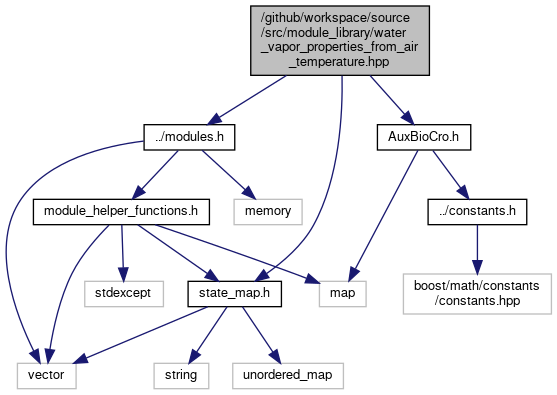 /github/workspace/source
/src/module_library/water
_vapor_properties_from_air
_temperature.hpp
../modules.h
AuxBioCro.h
module_helper_functions.h
memory
../constants.h
stdexcept
state_map.h
map
boost/math/constants
/constants.hpp
vector
string
unordered_map